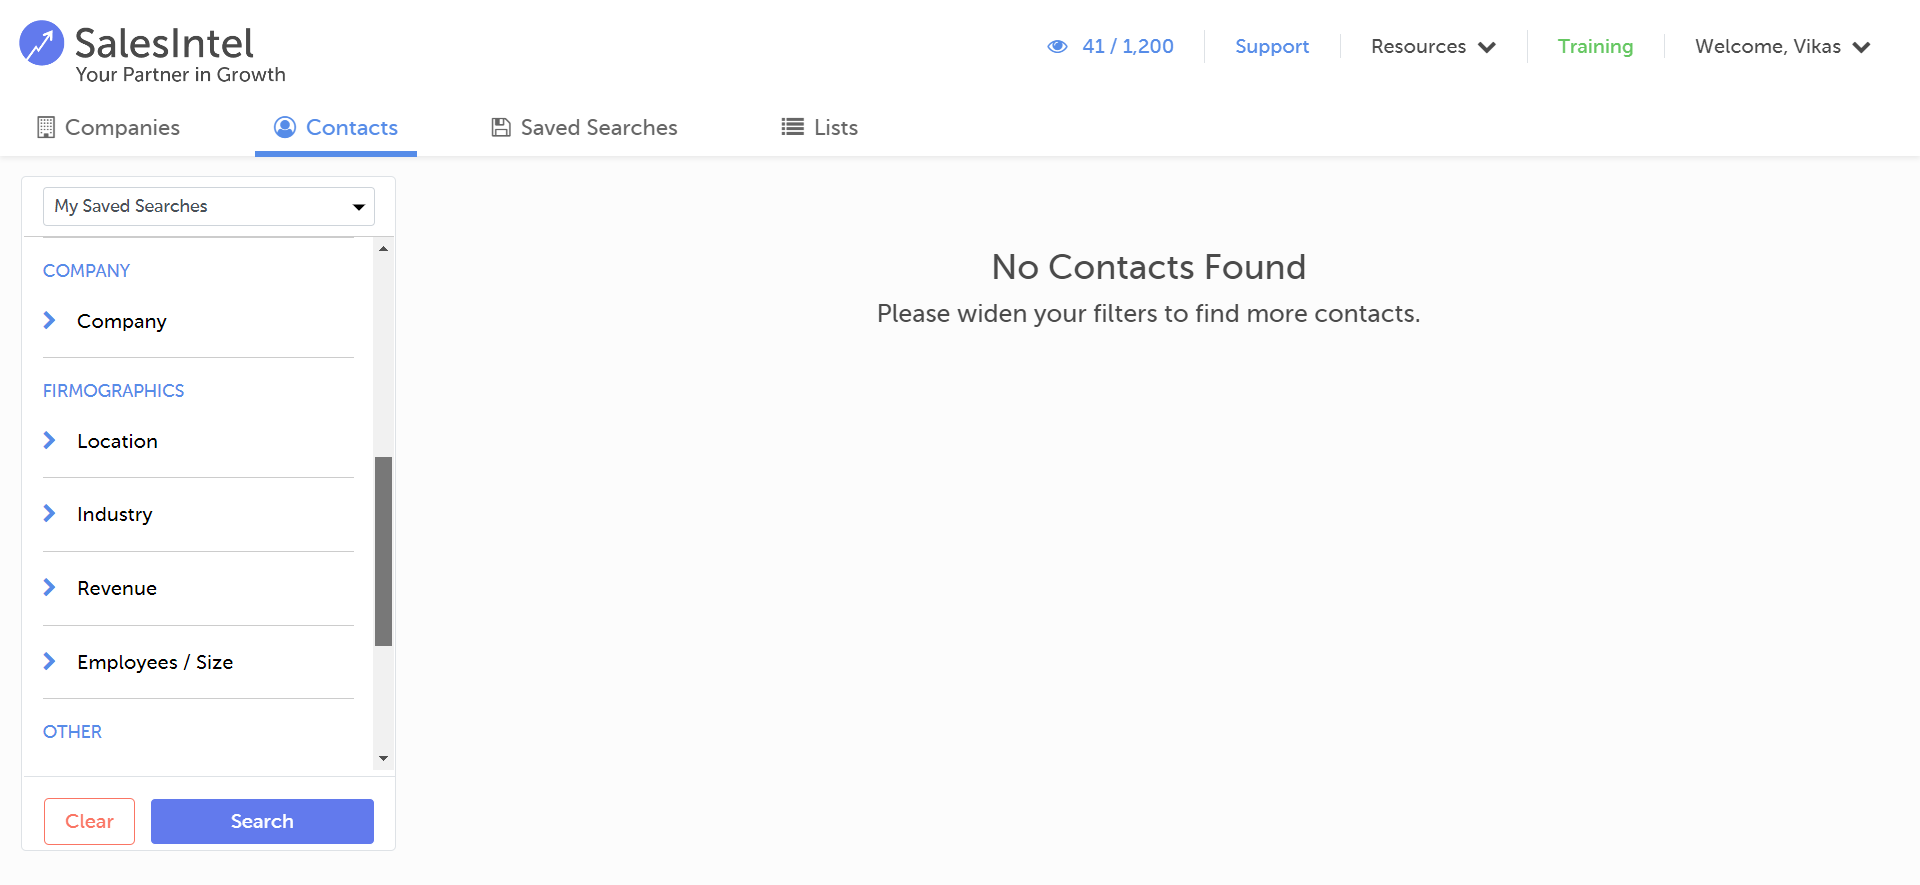 SalesIntel
Your Partner in Growth
41 / 1,200
Support
Resources
Training
Welcome, Vikas
Companies
Contacts
Saved Searches
Lists
My Saved Searches
COMPANY
Company
FIRMOGRAPHICS
Location
Industry
Revenue
Employees / Size
OTHER
Clear
Search
No Contacts Found
Please widen your filters to find more contacts.